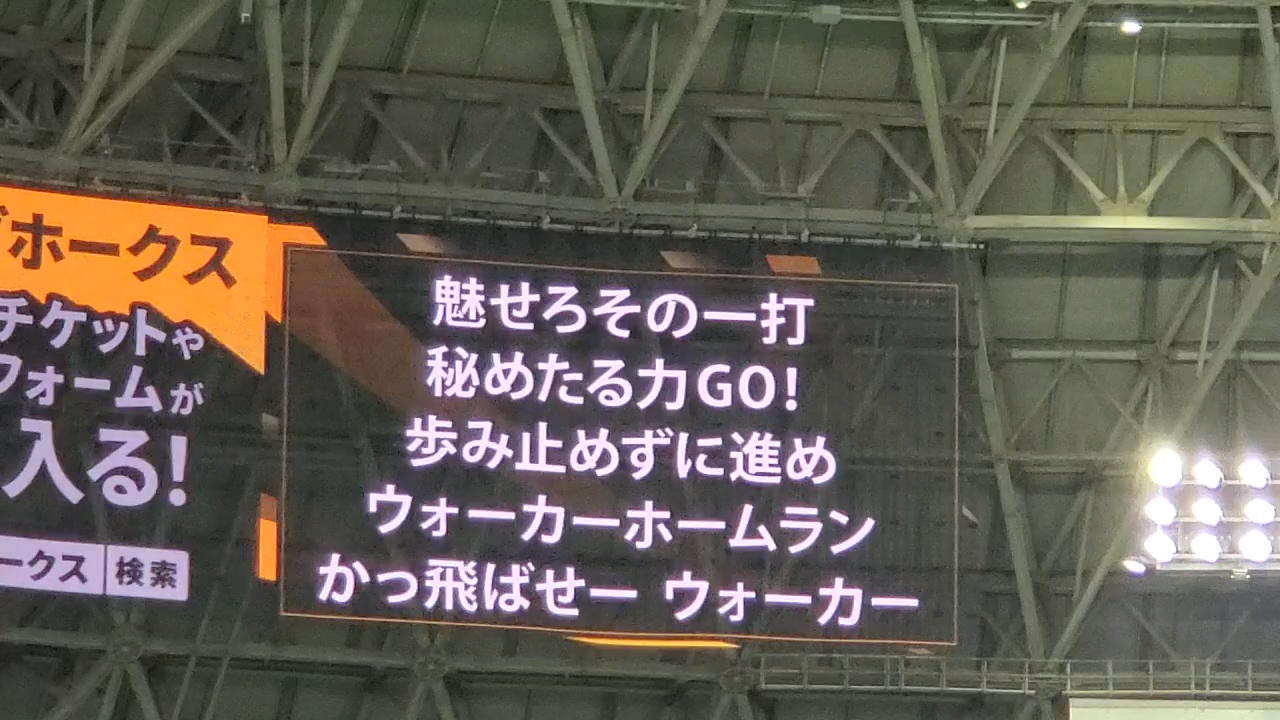 ホークス
チケットや
フォームが
入る!
ークス 検索
魅せろその一打
秘めたる力GO!
歩み止めずに進め
ウォーカーホームラン
かっ飛ばせー ウォーカー